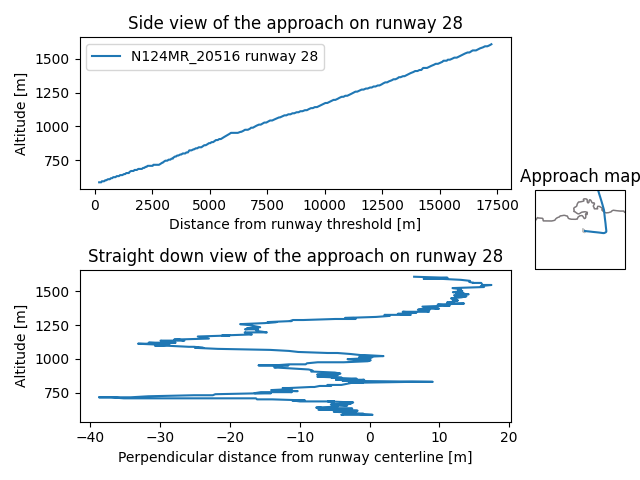 Side view of the approach on runway 28
N124MR_20516 runway 28
Altitude [m]
1500
1250
1000
750
0
2500
5000
7500
10000
12500
15000
17500
Distance from runway threshold [m]
Approach map
Straight down view of the approach on runway 28
Altitude [m]
1500
1250
1000
750
−40
−30
−20
−10
0
10
20
Perpendicular distance from runway centerline [m]